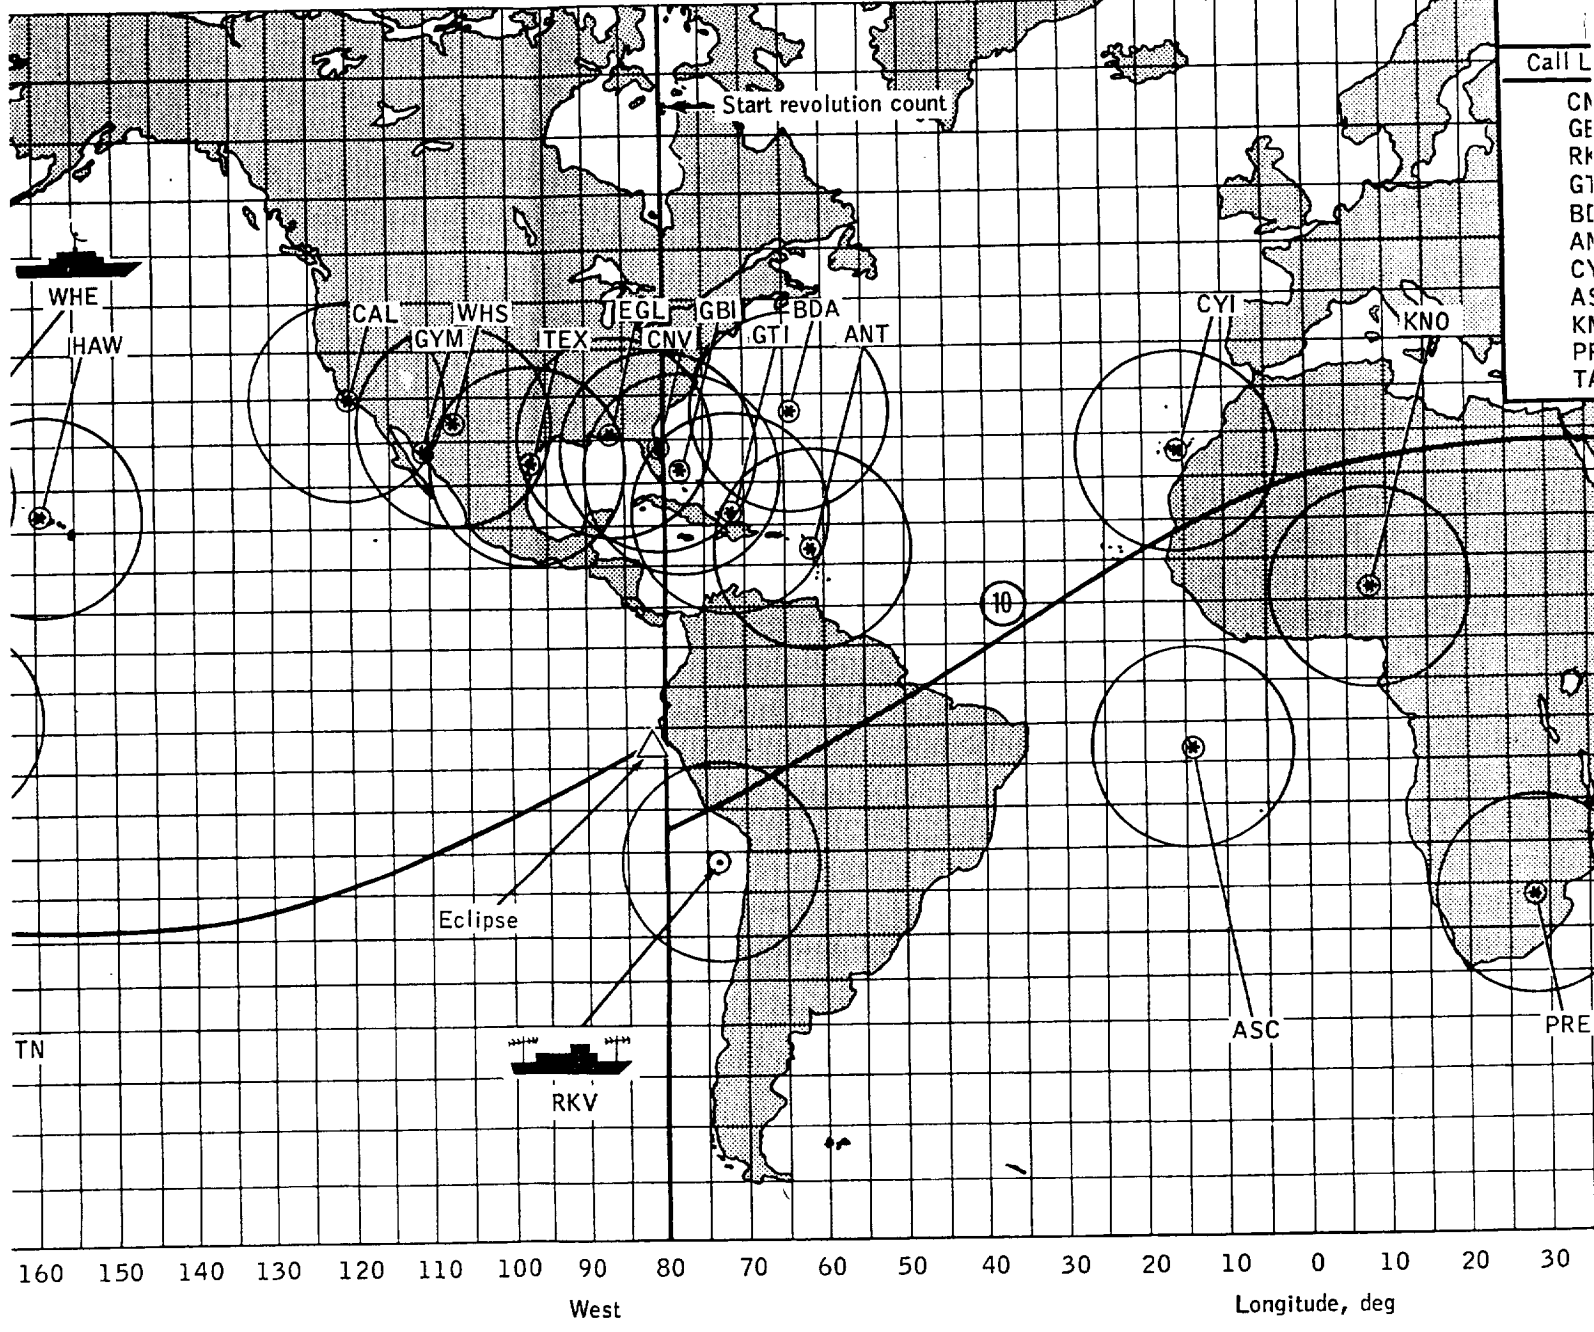 Call L
Start revolution count
CN
GE
RK
GT
BD
AN
CY
AS
KN
PR
TA
WHE
HAW
CAL
GYM
WHS
TEX
EGL
CNV
GBI
GTI
BDA
ANT
CYI
KNO
10
Eclipse
RKV
ASC
PRE
TN
160 150 140 130 120 110 100 90 80 70 60 50 40 30 20 10 0 10 20 30
West
Longitude, deg